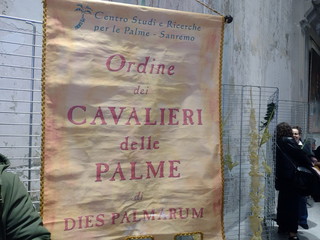 Centro Studi e Ricerche
per le Palme - Sanremo
Ordine
dei
CAVALIERI
delle
PALME
di
DIES PALMARUM